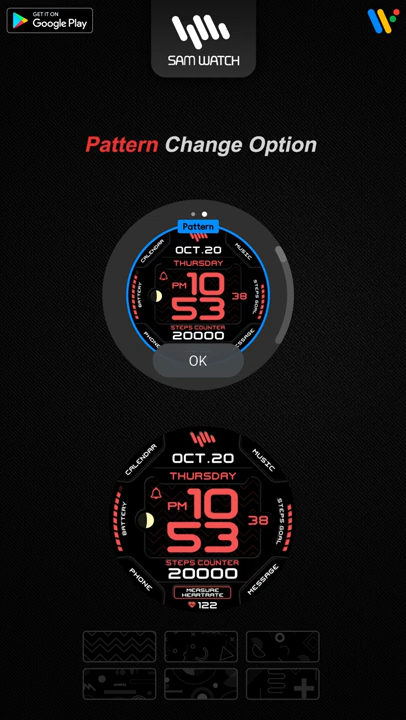 GET IT ON
Google Play
SAM WATCH
Pattern Change Option
Pattern
CALENDAR
MUSIC
OCT.20
THURSDAY
PM 10
53
38
BATTERY
STEPS GOAL
STEPS COUNTER
20000
PHONE
MESSAGE
OK
CALENDAR
MUSIC
OCT.20
THURSDAY
PM 10
53
38
BATTERY
STEPS GOAL
STEPS COUNTER
20000
PHONE
MESSAGE
MEASURE
HEARTRATE
122